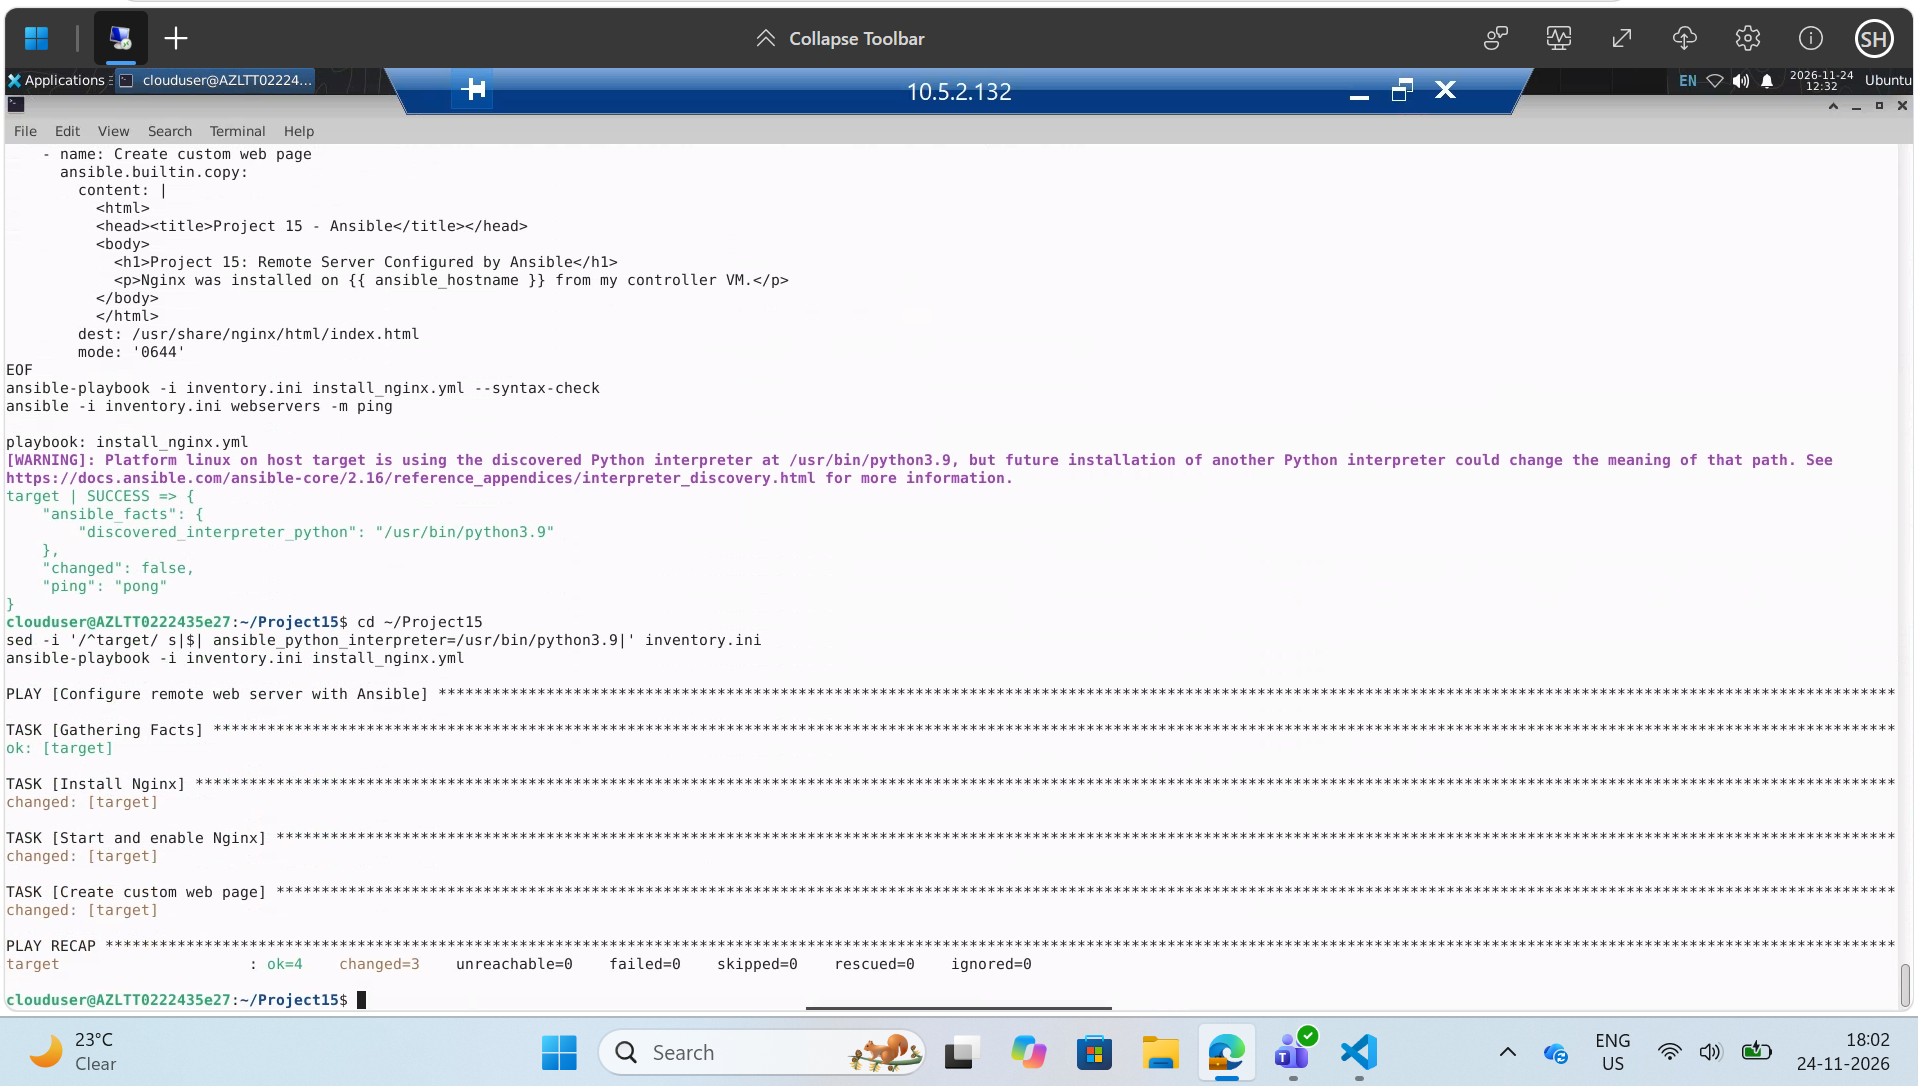 Collapse Toolbar
SH
Applications
clouduser@AZLTT02224...
10.5.2.132
EN
2026-11-24
12:32
Ubuntu
File Edit View Search Terminal Help
- name: Create custom web page
ansible.builtin.copy:
content: |
<html>
<head><title>Project 15 - Ansible</title></head>
<body>
<h1>Project 15: Remote Server Configured by Ansible</h1>
<p>Nginx was installed on {{ ansible_hostname }} from my controller VM.</p>
</body>
</html>
dest: /usr/share/nginx/html/index.html
mode: '0644'
EOF
ansible-playbook -i inventory.ini install_nginx.yml --syntax-check
ansible -i inventory.ini webservers -m ping
playbook: install_nginx.yml
[WARNING]: Platform linux on host target is using the discovered Python interpreter at /usr/bin/python3.9, but future installation of another Python interpreter could change the meaning of that path. See
https://docs.ansible.com/ansible-core/2.16/reference_appendices/interpreter_discovery.html for more information.
target | SUCCESS => {
"ansible_facts": {
"discovered_interpreter_python": "/usr/bin/python3.9"
},
"changed": false,
"ping": "pong"
}
clouduser@AZLTT0222435e27:~/Project15$ cd ~/Project15
sed -i '/^target/ s|$| ansible_python_interpreter=/usr/bin/python3.9|' inventory.ini
ansible-playbook -i inventory.ini install_nginx.yml
PLAY [Configure remote web server with Ansible] ******************************************************************************************************************************************************************
TASK [Gathering Facts] *******************************************************************************************************************************************************************************************
ok: [target]
TASK [Install Nginx] *********************************************************************************************************************************************************************************************
changed: [target]
TASK [Start and enable Nginx] ************************************************************************************************************************************************************************************
changed: [target]
TASK [Create custom web page] ************************************************************************************************************************************************************************************
changed: [target]
PLAY RECAP *******************************************************************************************************************************************************************************************************
target : ok=4 changed=3 unreachable=0 failed=0 skipped=0 rescued=0 ignored=0
clouduser@AZLTT0222435e27:~/Project15$
23°C
Clear
Search
ENG
US
18:02
24-11-2026